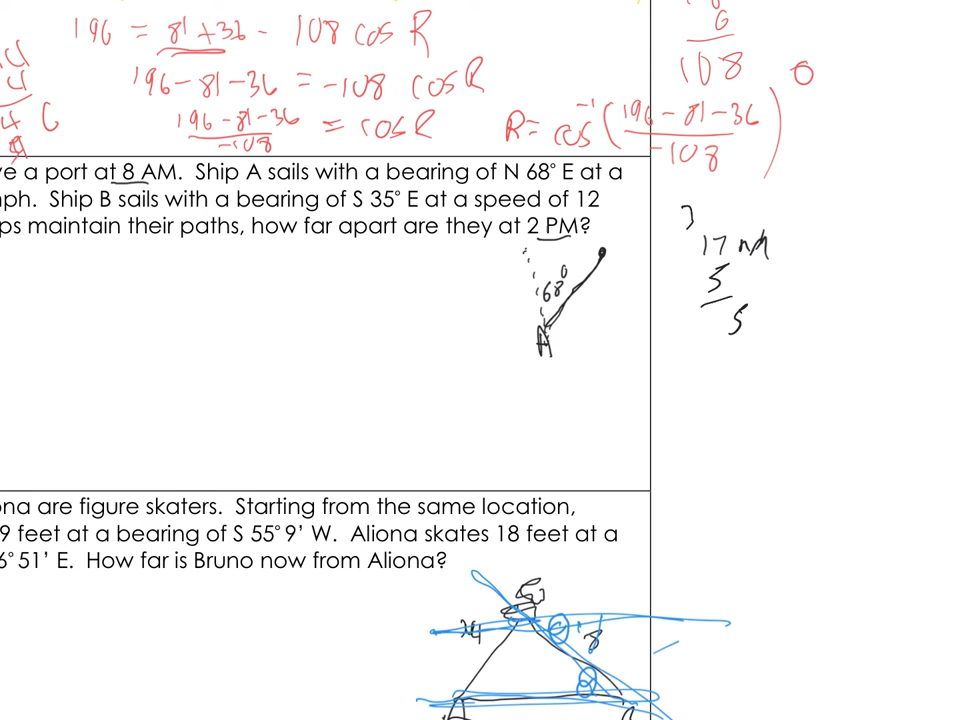 196 = 81 + 36 - 108 cos R
196 - 81 - 36 = -108 cos R
196 - 81 - 36 / -108 = cos R
R = cos⁻¹ (196 - 81 - 36 / -108)
6
108
ve a port at 8 AM. Ship A sails with a bearing of N 68° E at a
ph. Ship B sails with a bearing of S 35° E at a speed of 12
ps maintain their paths, how far apart are they at 2 PM?
68°
17
5
5
ona are figure skaters. Starting from the same location,
9 feet at a bearing of S 55° 9' W. Aliona skates 18 feet at a
6° 51' E. How far is Bruno now from Aliona?